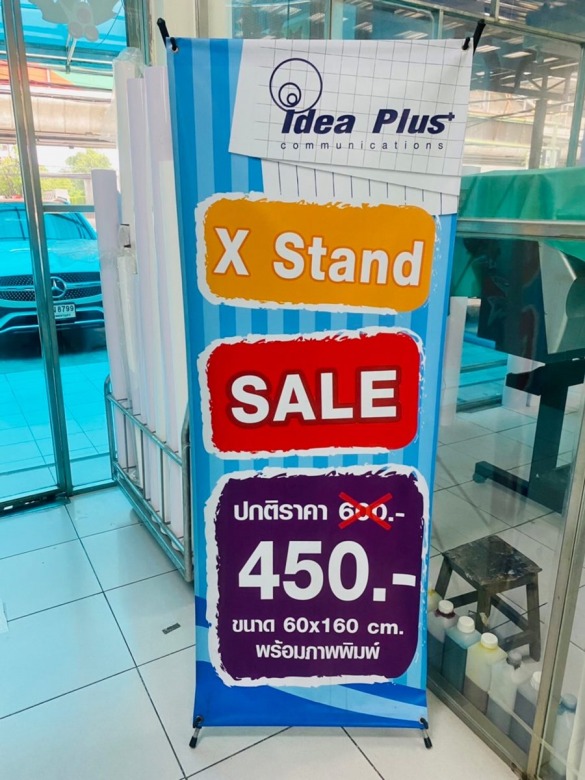 idea Plus+
communications
X Stand
SALE
ปกติราคา 600.-
450.-
ขนาด 60x160 cm.
พร้อมภาพพิมพ์
8799